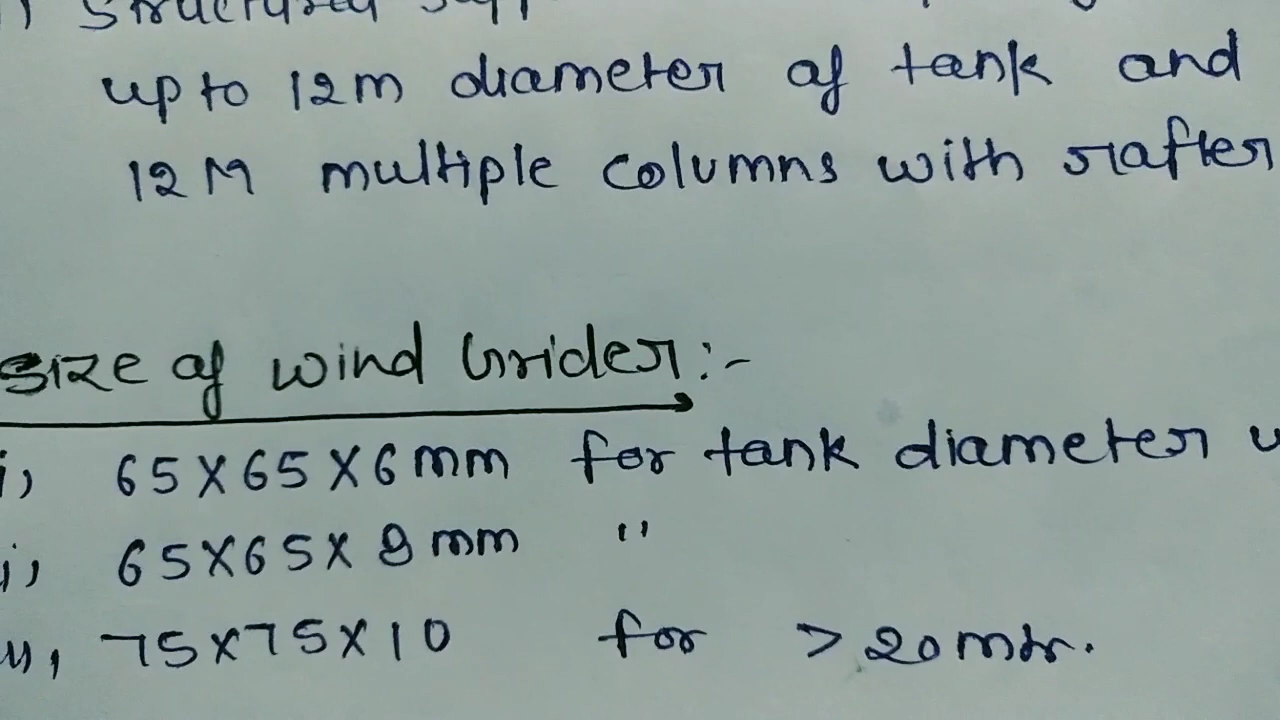 up to 12m diameter of tank and
12M multiple columns with rafter
Size of wind Grider:-
i, 65X65X6mm for tank diameter u
i, 65X65X8mm "
75X75X10 for >20mtr.